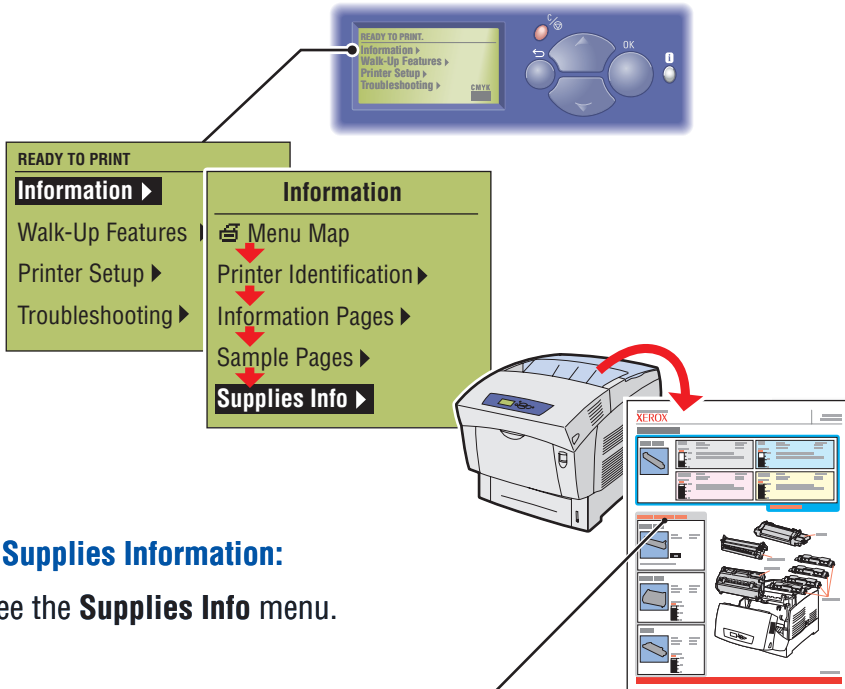 READY TO PRINT.
Information
Walk-Up Features
Printer Setup
Troubleshooting
CMYK
C/
OK
i
READY TO PRINT
Information
Walk-Up Features
Printer Setup
Troubleshooting
Information
Menu Map
Printer Identification
Information Pages
Sample Pages
Supplies Info
XEROX
Supplies Information:
ee the Supplies Info menu.